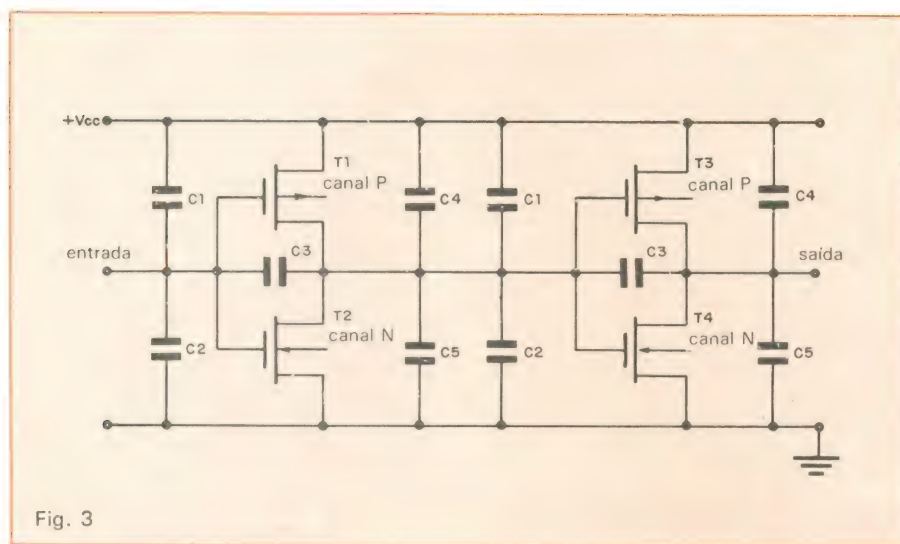 +Vcc
T1
canal P
T3
canal P
C1
C4
C1
C4
entrada
C3
C3
saída
T2
canal N
T4
canal N
C2
C5
C2
C5
Fig. 3